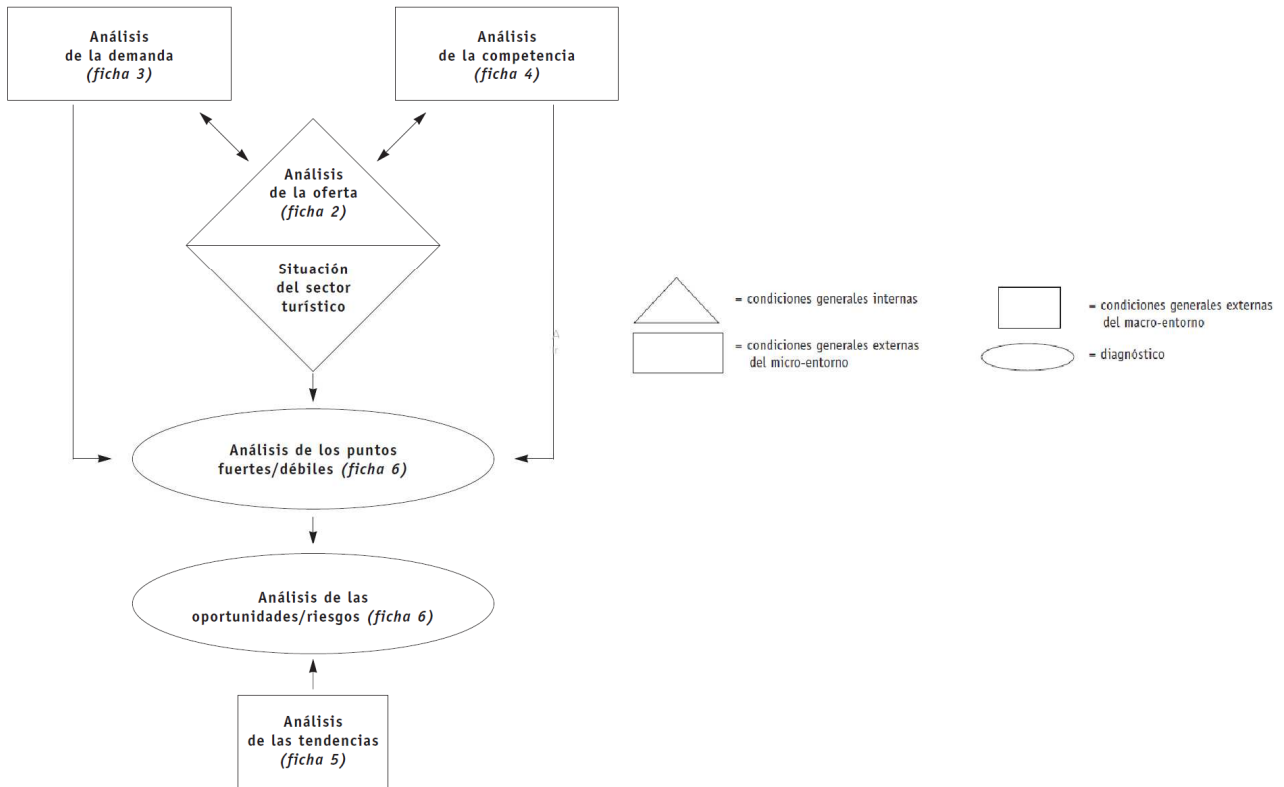 Análisis
de la demanda
(ficha 3)
Análisis
de la competencia
(ficha 4)
Análisis
de la oferta
(ficha 2)
Situación
del sector
turístico
Análisis de los puntos
fuertes/débiles (ficha 6)
Análisis de las
oportunidades/riesgos (ficha 6)
Análisis
de las tendencias
(ficha 5)
= condiciones generales internas
= condiciones generales externas
del micro-entorno
= condiciones generales externas
del macro-entorno
= diagnóstico